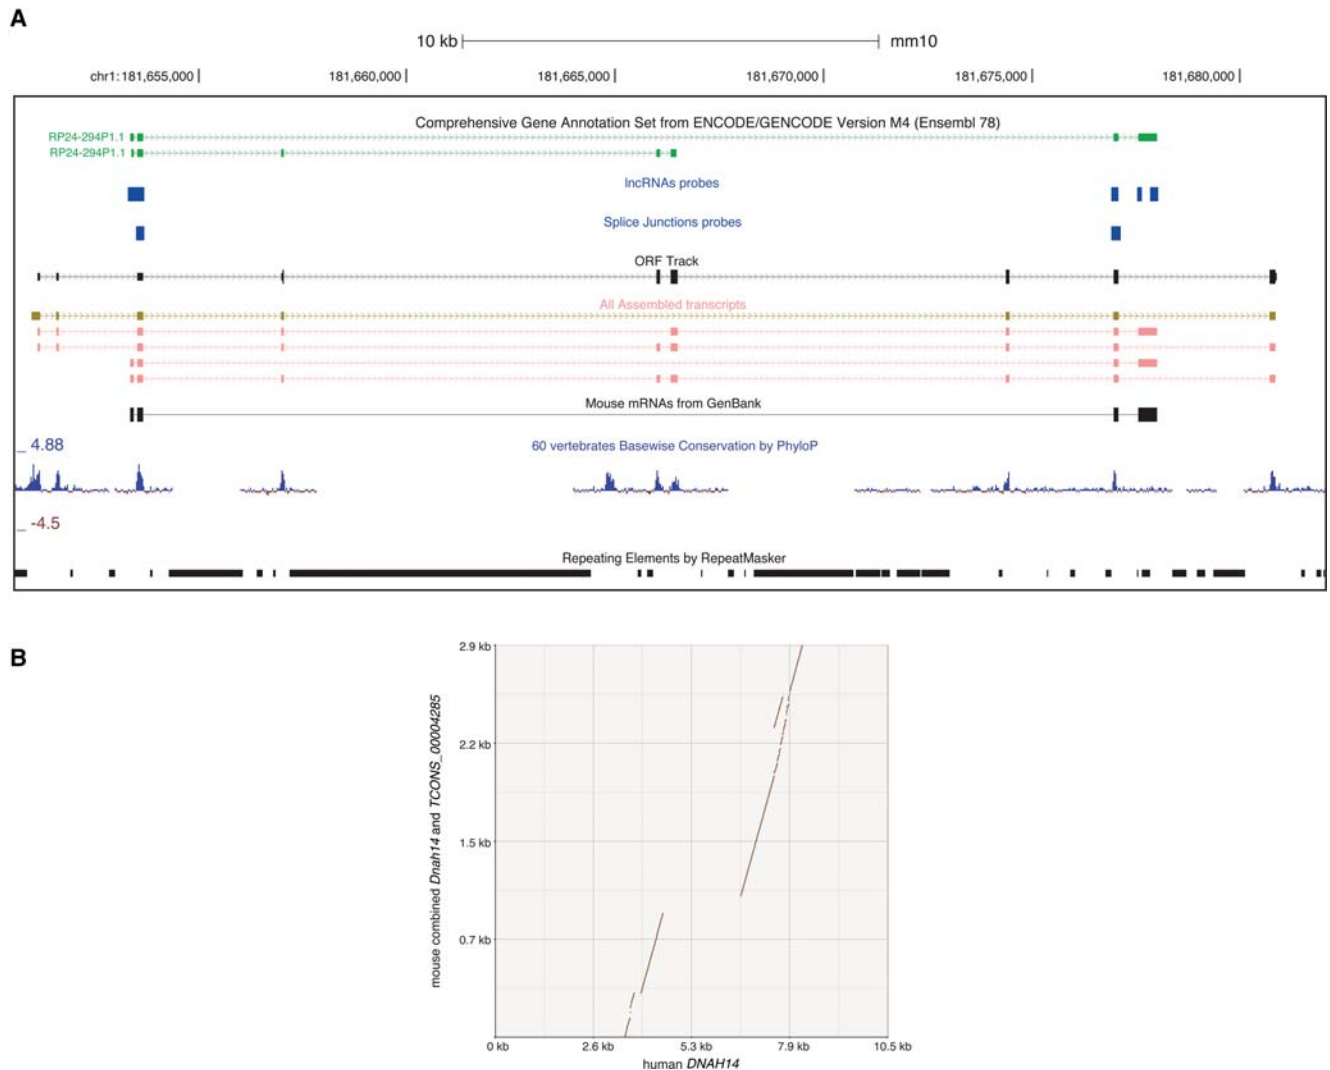 A
10 kb
mm10
chr1:181,655,000
181,660,000
181,665,000
181,670,000
181,675,000
181,680,000
Comprehensive Gene Annotation Set from ENCODE/GENCODE Version M4 (Ensembl 78)
RP24-294P1.1
RP24-294P1.1
lncRNAs probes
Splice Junctions probes
ORF Track
All Assembled transcripts
Mouse mRNAs from GenBank
4.88
60 vertebrates Basewise Conservation by PhyloP
-4.5
Repeating Elements by RepeatMasker
B
2.9 kb
2.2 kb
1.5 kb
0.7 kb
mouse combined Dnah14 and TCONS_00004285
0 kb
2.6 kb
5.3 kb
7.9 kb
10.5 kb
human DNAH14